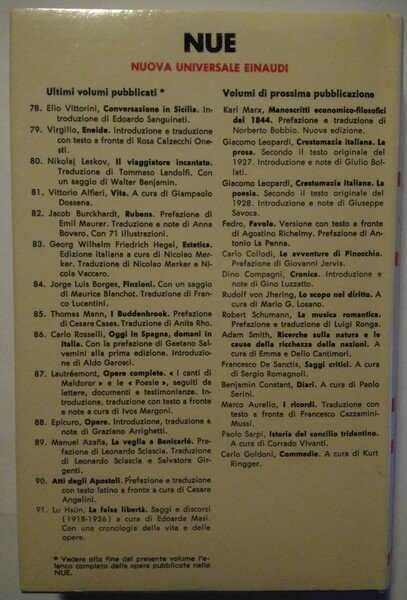 NUE
NUOVA UNIVERSALE EINAUDI
Ultimi volumi pubblicati *
78. Elio Vittorini, Conversazione in Sicilia. In-
troduzione di Edoardo Sanguineti.
79. Virgilio, Eneide. Introduzione e traduzione
con testo a fronte di Rosa Calzecchi One-
sti.
80. Nikolaj Leskov, Il viaggiatore incantato.
Traduzione di Tommaso Landolfi. Con
un saggio di Walter Benjamin.
81. Vittorio Alfieri, Vita. A cura di Giampaolo
Dossena.
82. Jacob Burckhardt, Rubens. Prefazione di
Emil Maurer. Traduzione e note di Anna
Bovero. Con 71 illustrazioni.
83. Georg Wilhelm Friedrich Hegel, Estetica.
Edizione Italiana a cura di Nicolao Mer-
ker. Traduzione di Nicolao Merker e Ni-
cola Vaccaro.
84. Jorge Luis Borges, Finzioni. Con un saggio
di Maurice Blanchot. Traduzione di Fran-
co Lucentini.
85. Thomas Mann, I Buddenbrook. Prefazione
di Cesare Cases. Traduzione di Anita Rho.
86. Carlo Rosselli, Oggi in Spagna, domani in
Italia. Con la prefazione di Gaetano Sal-
vemini alla prima edizione. Introduzio-
ne di Aldo Garosci.
87. Lautréamont, Opere complete. « I canti di
Maldoror » e le « Poesie », seguiti da
lettere, documenti e testimonianze. In-
troduzione, traduzione con testo a fronte
e note a cura di Ivos Margoni.
88. Epicuro, Opere. Introduzione, traduzione e
note di Graziano Arrighetti.
89. Manuel Azaña, La veglia a Benicarló. Pre-
fazione di Leonardo Sciascia. Traduzione
di Leonardo Sciascia e Salvatore Gir-
genti.
90. Atti degli Apostoli. Prefazione e traduzione
con testo latino a fronte a cura di Cesare
Angelini.
91. Lu Hsün, La falsa libertà. Saggi e discorsi
(1918-1936) a cura di Edoarda Masi.
Con una cronologia della vita e delle
opere.
* Vedere alla fine del presente volume l'e-
lenco completo delle opere pubblicate nella
NUE.
Volumi di prossima pubblicazione
Karl Marx, Manoscritti economico-filosofici
del 1844. Prefazione e traduzione di
Norberto Bobbio. Nuova edizione.
Giacomo Leopardi, Crestomazia italiana. La
prosa. Secondo il testo originale del
1927. Introduzione e note di Giulio Bol-
lati.
Giacomo Leopardi, Crestomazia italiana. La
poesia. Secondo il testo originale del
1928. Introduzione e note di Giuseppe
Savoca.
Fedro, Favole. Versione con testo a fronte
di Agostino Richelmy. Prefazione di An-
tonio La Penna.
Carlo Collodi, Le avventure di Pinocchio.
Prefazione di Giovanni Jervis.
Dino Compagni, Cronica. Introduzione e
note di Gino Luzzatto.
Rudolf von Jhering, Lo scopo nel diritto. A
cura di Mario G. Losano.
Robert Schumann, La musica romantica.
Prefazione e traduzione di Luigi Ronga.
Adam Smith, Ricerche sulla natura e le
cause della ricchezza delle nazioni. A
cura di Emma e Delio Cantimori.
Francesco De Sanctis, Saggi critici. A cura
di Sergio Romagnoli.
Benjamin Constant, Diari. A cura di Paolo
Serini.
Marco Aurelio, I ricordi. Traduzione con
testo a fronte di Francesco Cazzamini-
Mussi.
Paolo Sarpi, Istoria del concilio tridentino.
A cura di Corrado Vivanti.
Carlo Goldoni, Commedie. A cura di Kurt
Ringger.